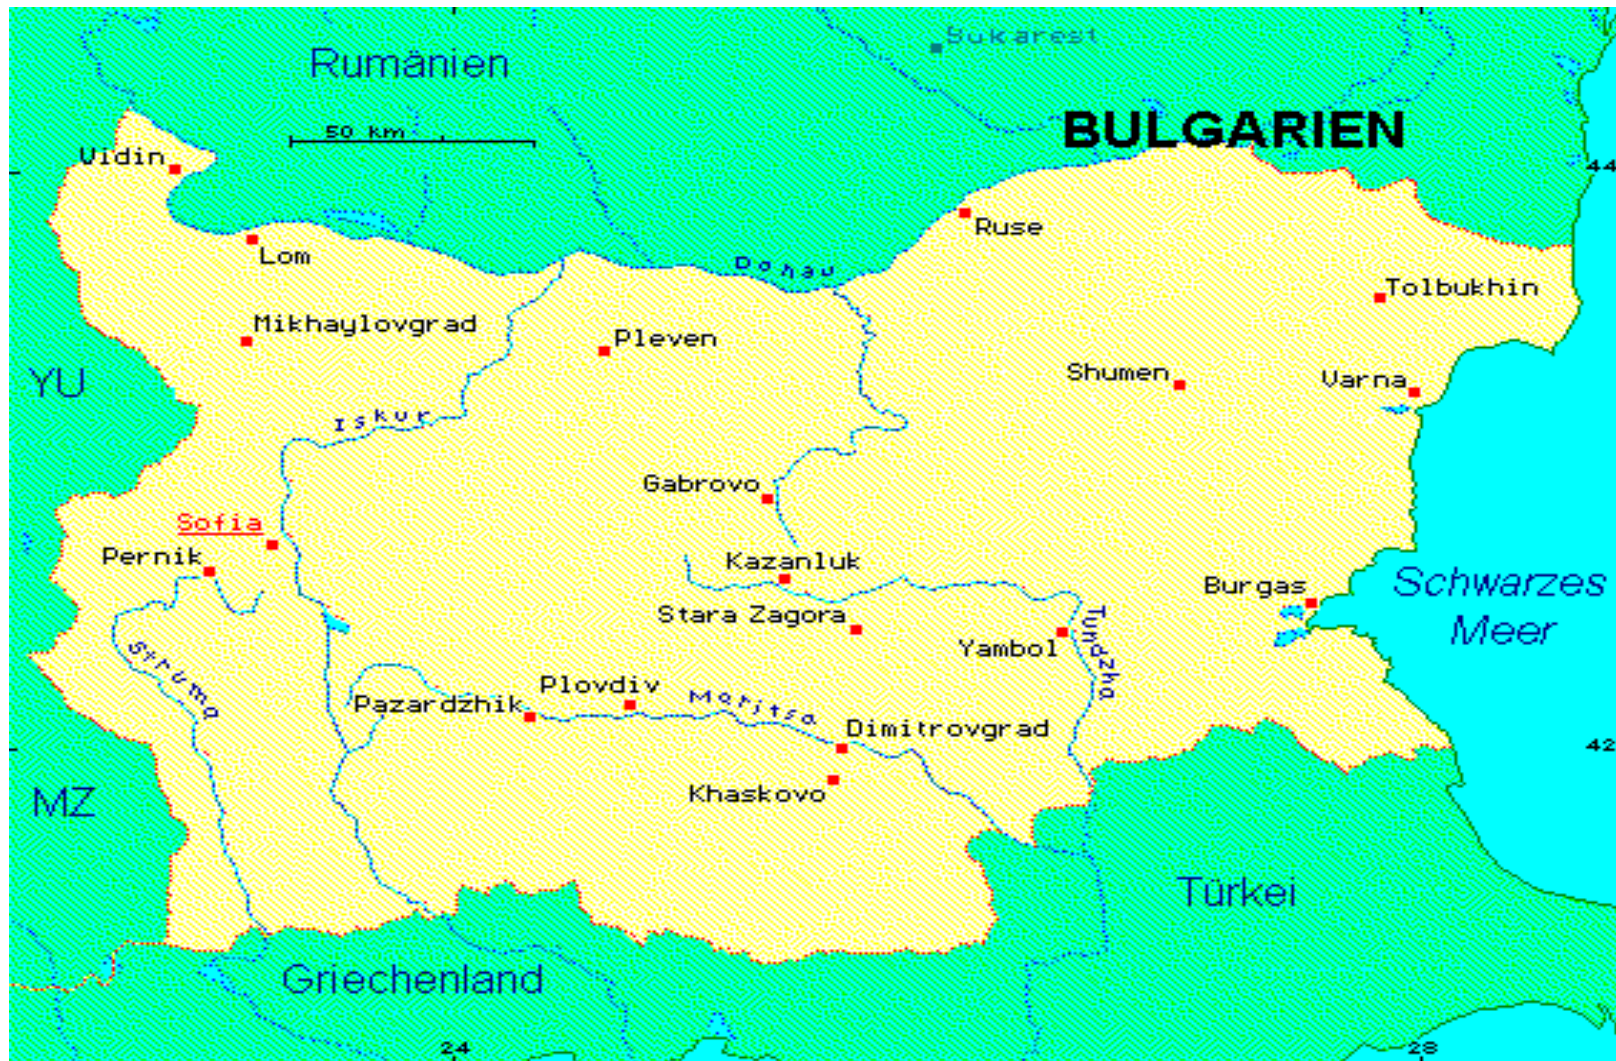 Bukarest
Rumänien
BULGARIEN
50 km
Vidin
44
Ruse
Lom
Donau
Tolbukhin
Mikhaylovgrad
Pleven
Shumen
Varna
YU
Iskur
Gabrovo
Sofia
Pernik
Kazanluk
Burgas
Schwarzes
Meer
Stara Zagora
Yambol
Tundzha
Struma
Plovdiv
Pazardzhik
Maritsa
Dimitrovgrad
42
Khaskovo
MZ
Türkei
Griechenland
24
28